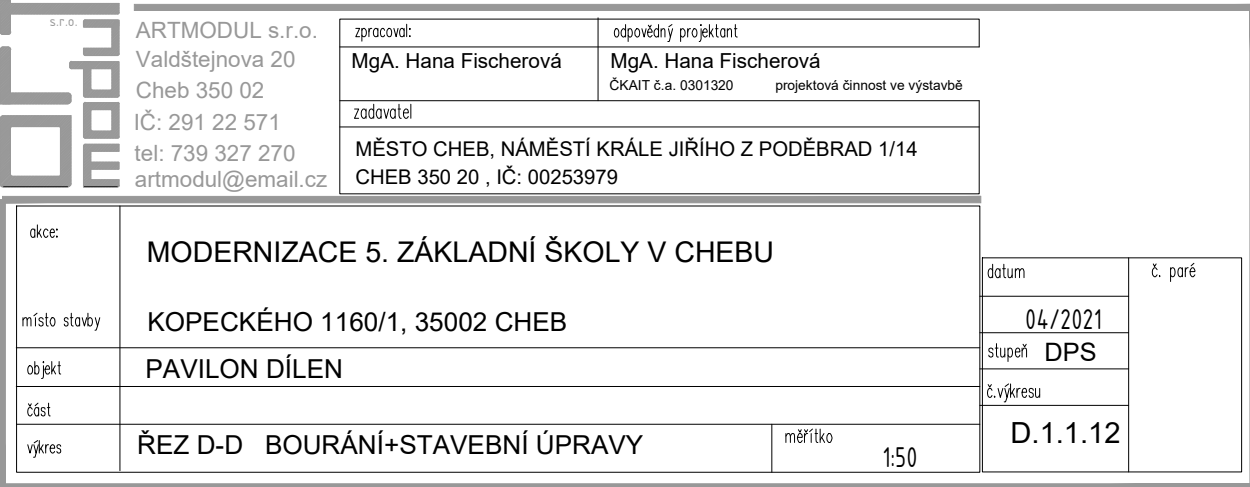 s.r.o.
artmodul
ARTMODUL s.r.o.
Valdštejnova 20
Cheb 350 02
IČ: 291 22 571
tel: 739 327 270
artmodul@email.cz
zpracoval:
MgA. Hana Fischerová
odpovědný projektant
MgA. Hana Fischerová
ČKAIT č.a. 0301320 projektová činnost ve výstavbě
zadavatel
MĚSTO CHEB, NÁMĚSTÍ KRÁLE JIŘÍHO Z PODĚBRAD 1/14
CHEB 350 20 , IČ: 00253979
akce:
MODERNIZACE 5. ZÁKLADNÍ ŠKOLY V CHEBU
místo stavby
KOPECKÉHO 1160/1, 35002 CHEB
objekt
PAVILON DÍLEN
část
výkres
ŘEZ D-D BOURÁNÍ+STAVEBNÍ ÚPRAVY
měřítko
1:50
datum
04/2021
stupeň DPS
č.výkresu
D.1.1.12
č. paré